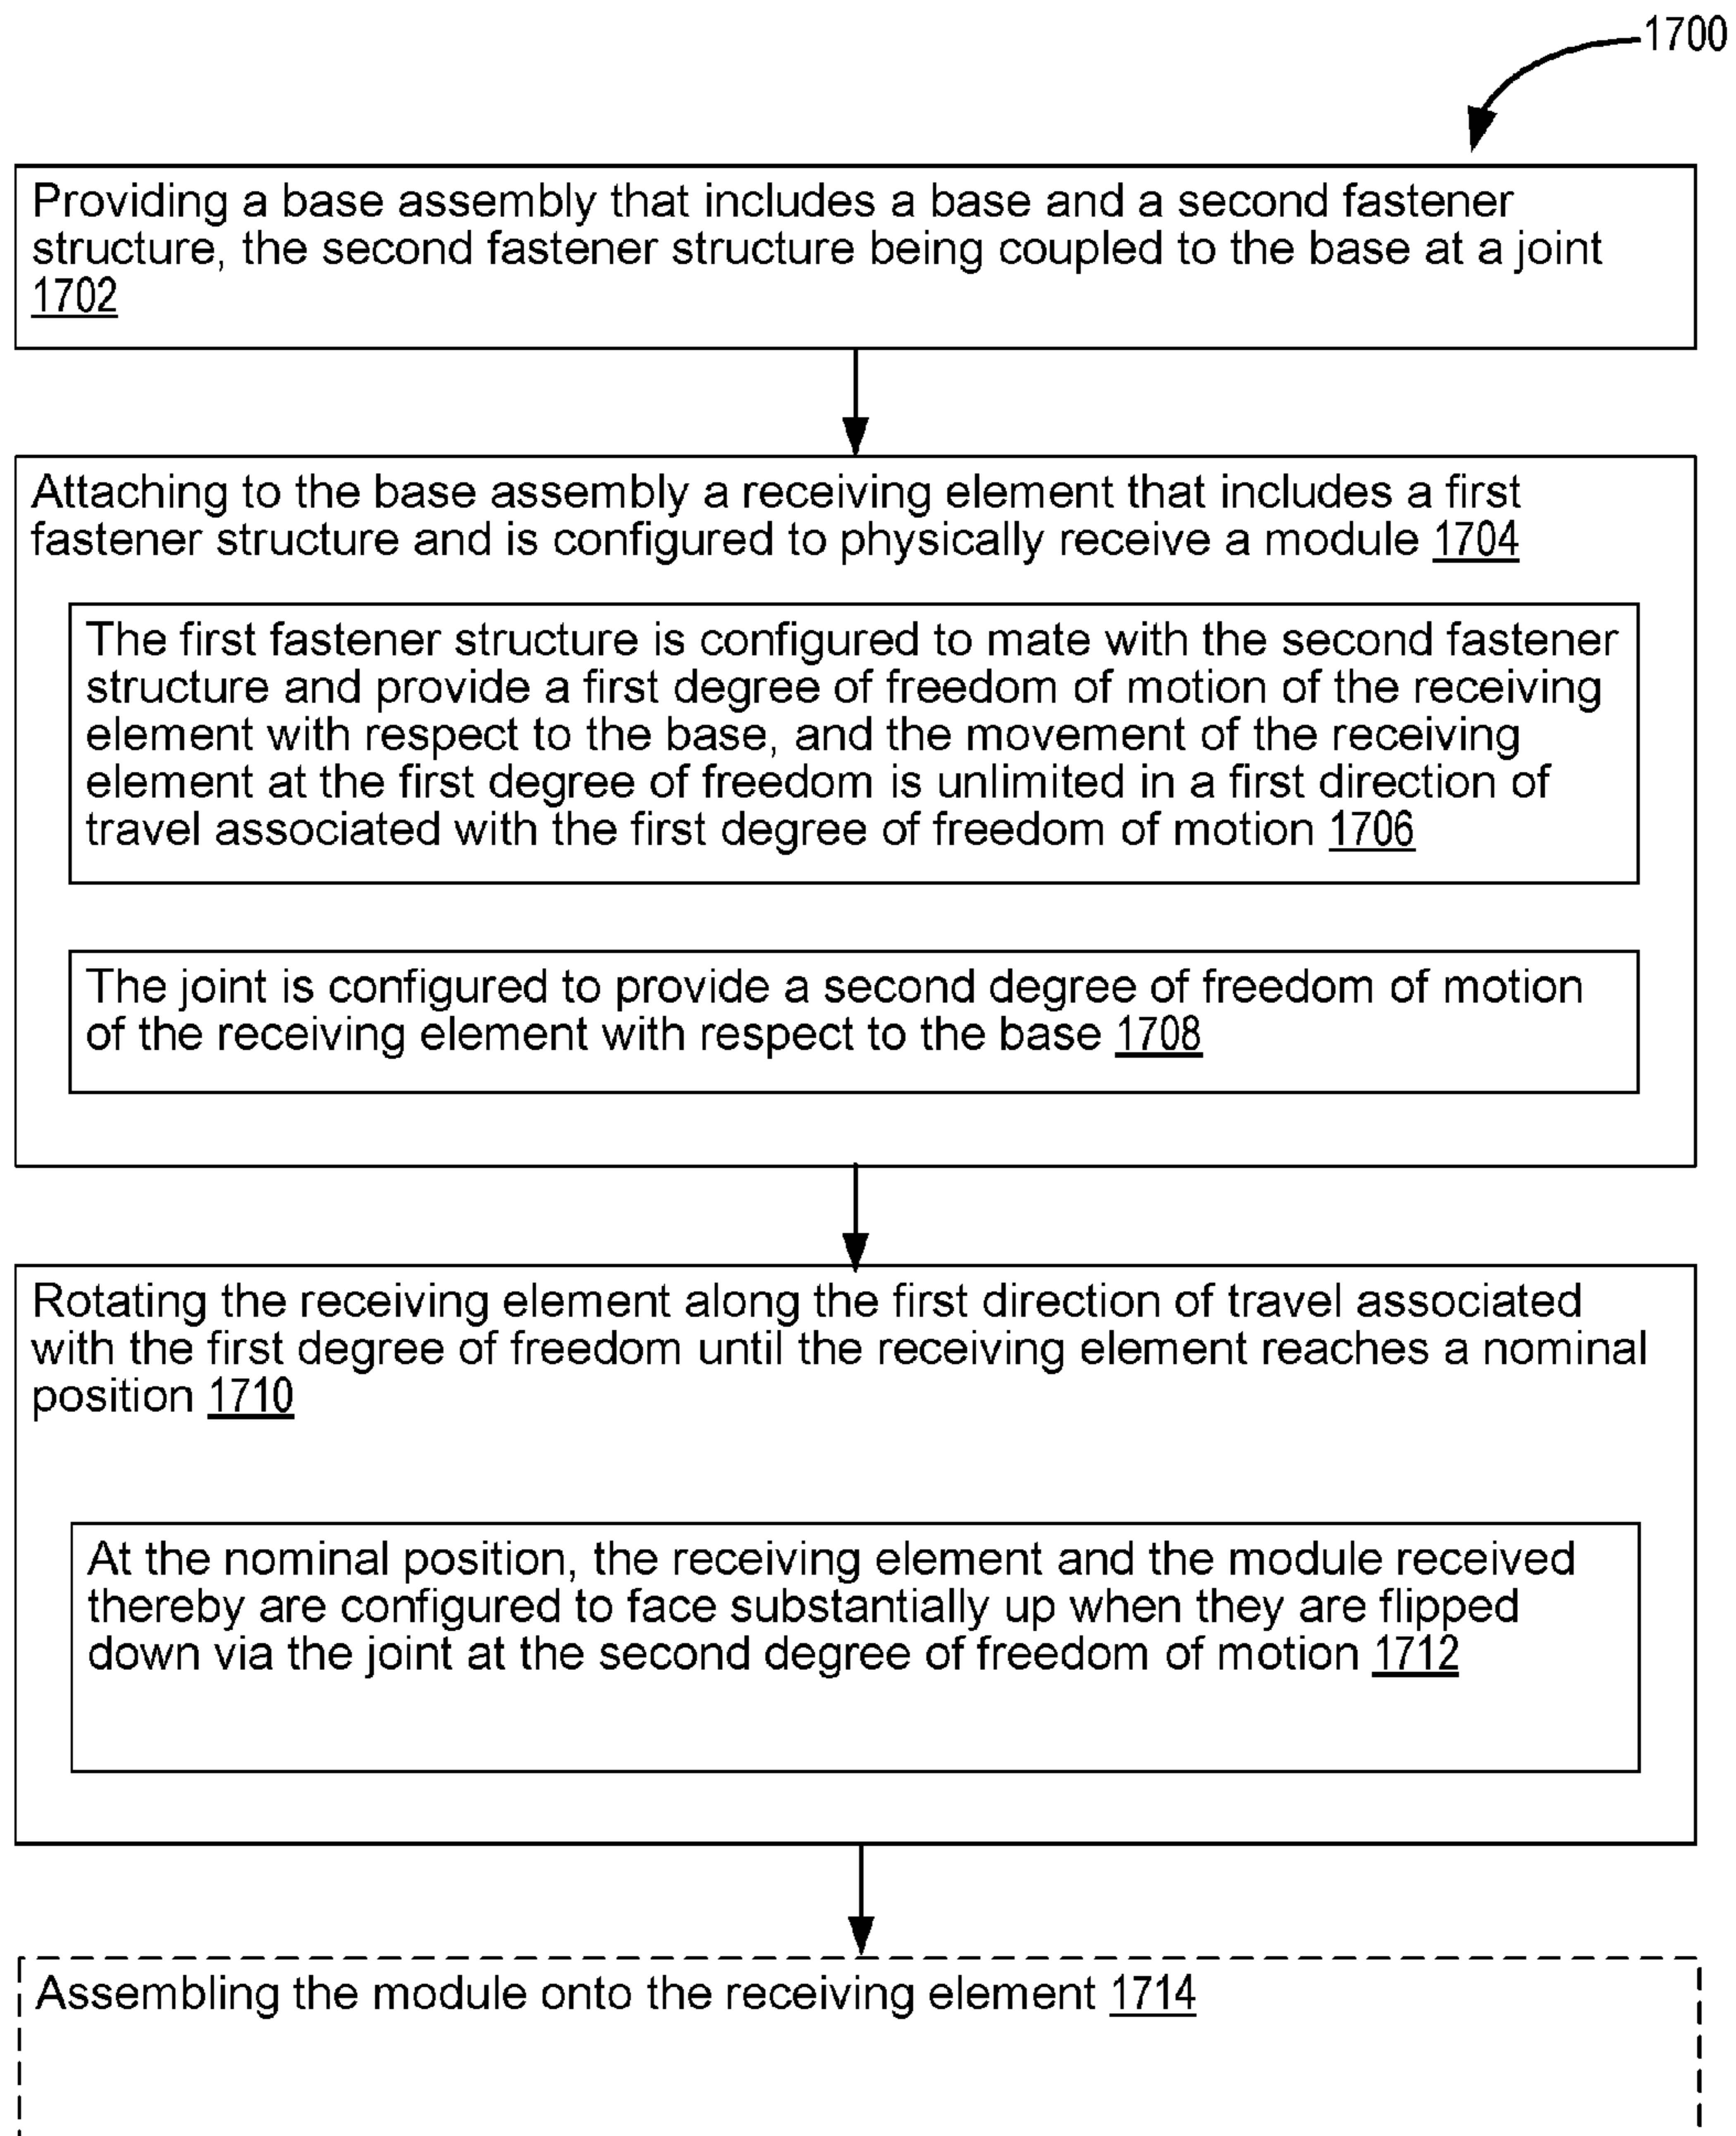 1700
Providing a base assembly that includes a base and a second fastener
structure, the second fastener structure being coupled to the base at a joint
1702
Attaching to the base assembly a receiving element that includes a first
fastener structure and is configured to physically receive a module 1704
The first fastener structure is configured to mate with the second fastener
structure and provide a first degree of freedom of motion of the receiving
element with respect to the base, and the movement of the receiving
element at the first degree of freedom is unlimited in a first direction of
travel associated with the first degree of freedom of motion 1706
The joint is configured to provide a second degree of freedom of motion
of the receiving element with respect to the base 1708
Rotating the receiving element along the first direction of travel associated
with the first degree of freedom until the receiving element reaches a nominal
position 1710
At the nominal position, the receiving element and the module received
thereby are configured to face substantially up when they are flipped
down via the joint at the second degree of freedom of motion 1712
Assembling the module onto the receiving element 1714